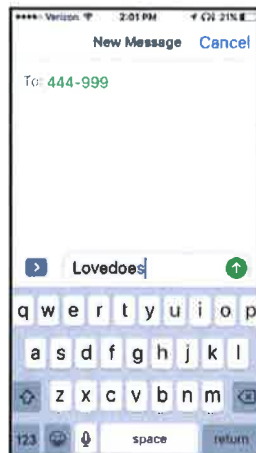 Verizon 2:01 PM 21%
New Message Cancel
To: 444-999
Lovedoes
q w e r t y u i o p
a s d f g h j k l
z x c v b n m
123 space return